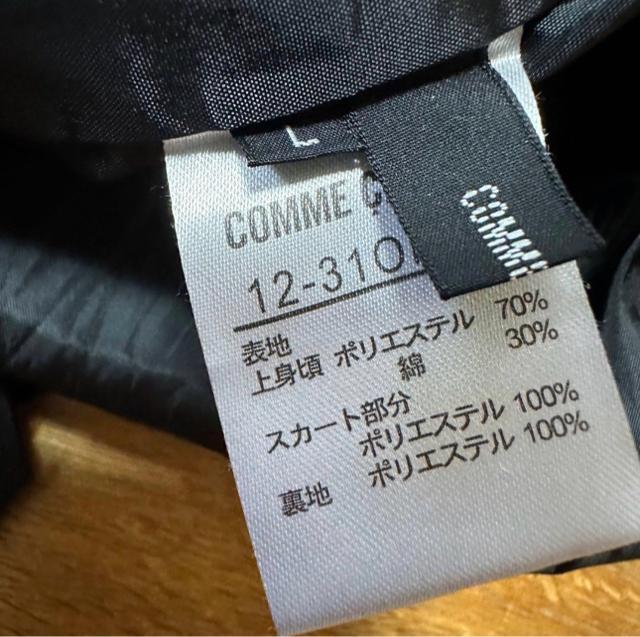 L
COMME
COMME Ç
12-310
表地
上身頃 ポリエステル 70%
綿 30%
スカート部分
ポリエステル 100%
裏地 ポリエステル 100%